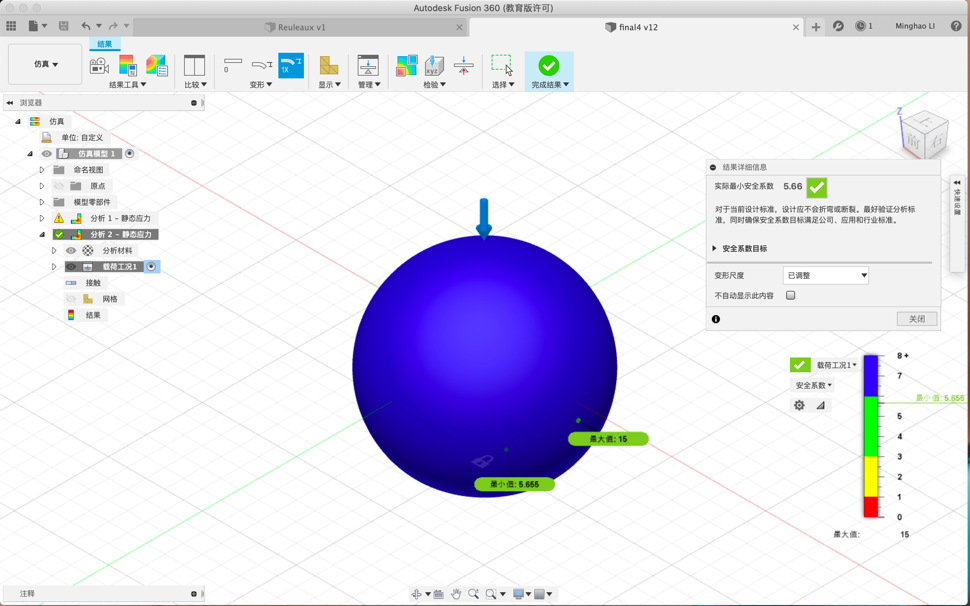 Autodesk Fusion 360 (教育版许可)
Reuleaux v1
final4 v12
1
Minghao LI
仿真
结果
结果工具
比较
0
1X
变形
显示
管理
xyz
检验
选择
完成结果
浏览器
仿真
单位: 自定义
仿真模型 1
命名视图
原点
模型零部件
分析 1 – 静态应力
分析 2 – 静态应力
分析材料
载荷工况1
接触
网格
结果
Z
上
前
右
结果详细信息
实际最小安全系数 5.66
对于当前设计标准，设计应不会折弯或断裂。最好验证分析标
准，同时确保安全系数目标满足公司、应用和行业标准。
安全系数目标
变形尺度 已调整
不自动显示此内容
关闭
快速设置
载荷工况1
安全系数
8 +
7
最小值: 5.655
5
4
3
2
1
0
最大值: 15
最大值: 15
最小值: 5.655
注释